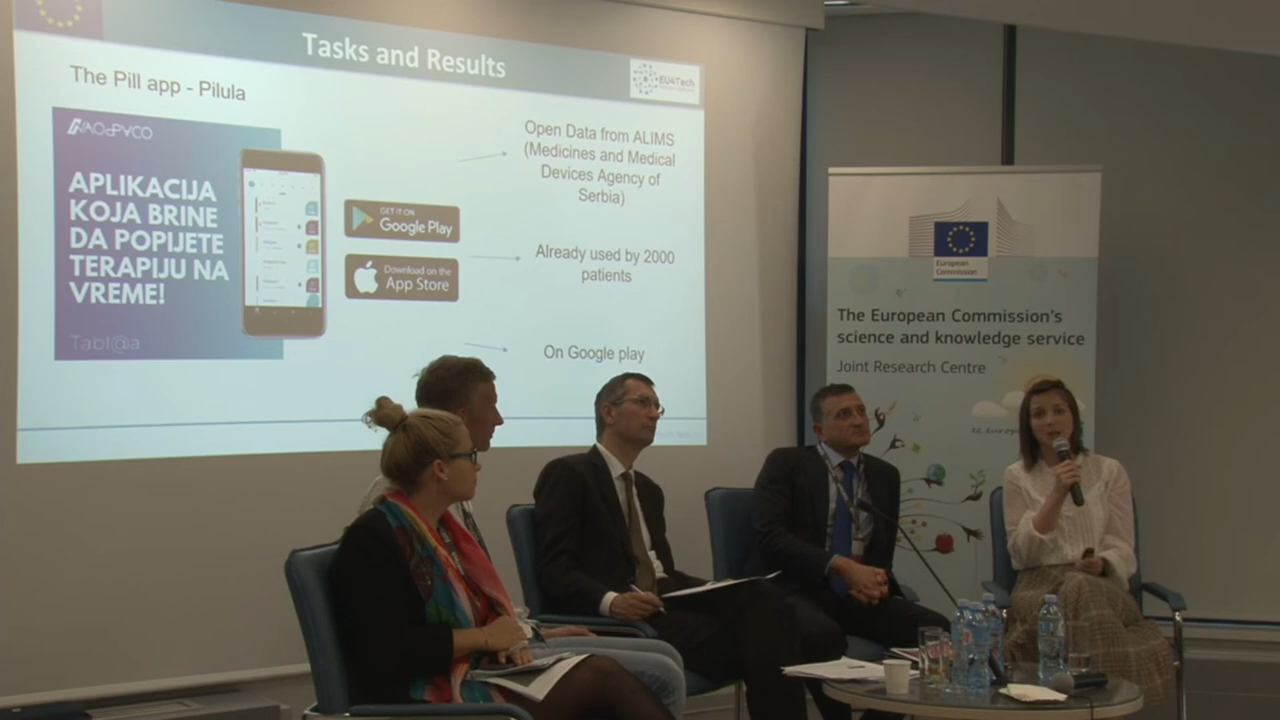 Tasks and Results
EU4Tech
The Pill app - Pilula
APLIKACIJA
KOJA BRINE
DA POPIJETE
TERAPIJU NA
VREME!
Tabl@a
GET IT ON
Google Play
Download on the
App Store
Open Data from ALIMS
(Medicines and Medical
Devices Agency of
Serbia)
Already used by 2000
patients
On Google play
European
Commission
The European Commission's
science and knowledge service
Joint Research Centre